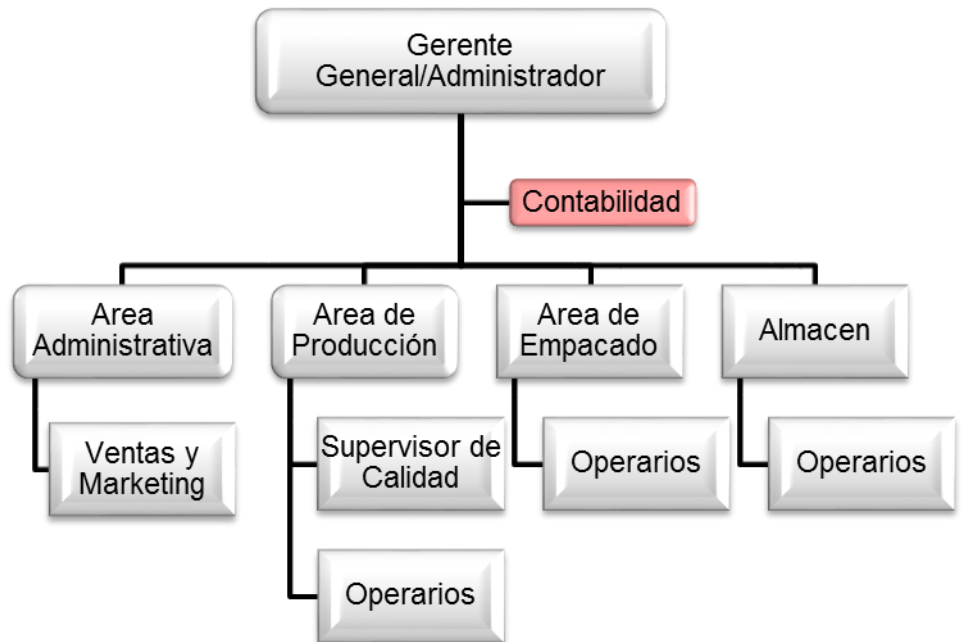 Gerente
General/Administrador
Contabilidad
Area
Administrativa
Area de
Producción
Area de
Empacado
Almacen
Ventas y
Marketing
Supervisor de
Calidad
Operarios
Operarios
Operarios